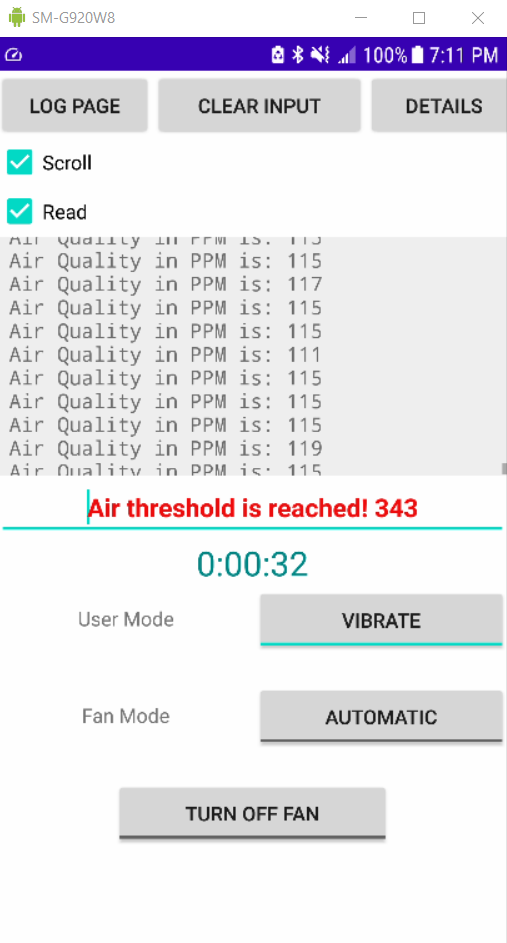 SM-G920W8
100% 7:11 PM
LOG PAGE CLEAR INPUT DETAILS
Scroll
Read
Air Quality in PPM is: 115
Air Quality in PPM is: 115
Air Quality in PPM is: 117
Air Quality in PPM is: 115
Air Quality in PPM is: 115
Air Quality in PPM is: 111
Air Quality in PPM is: 115
Air Quality in PPM is: 115
Air Quality in PPM is: 115
Air Quality in PPM is: 119
Air Quality in PPM is: 115
Air threshold is reached! 343
0:00:32
User Mode VIBRATE
Fan Mode AUTOMATIC
TURN OFF FAN